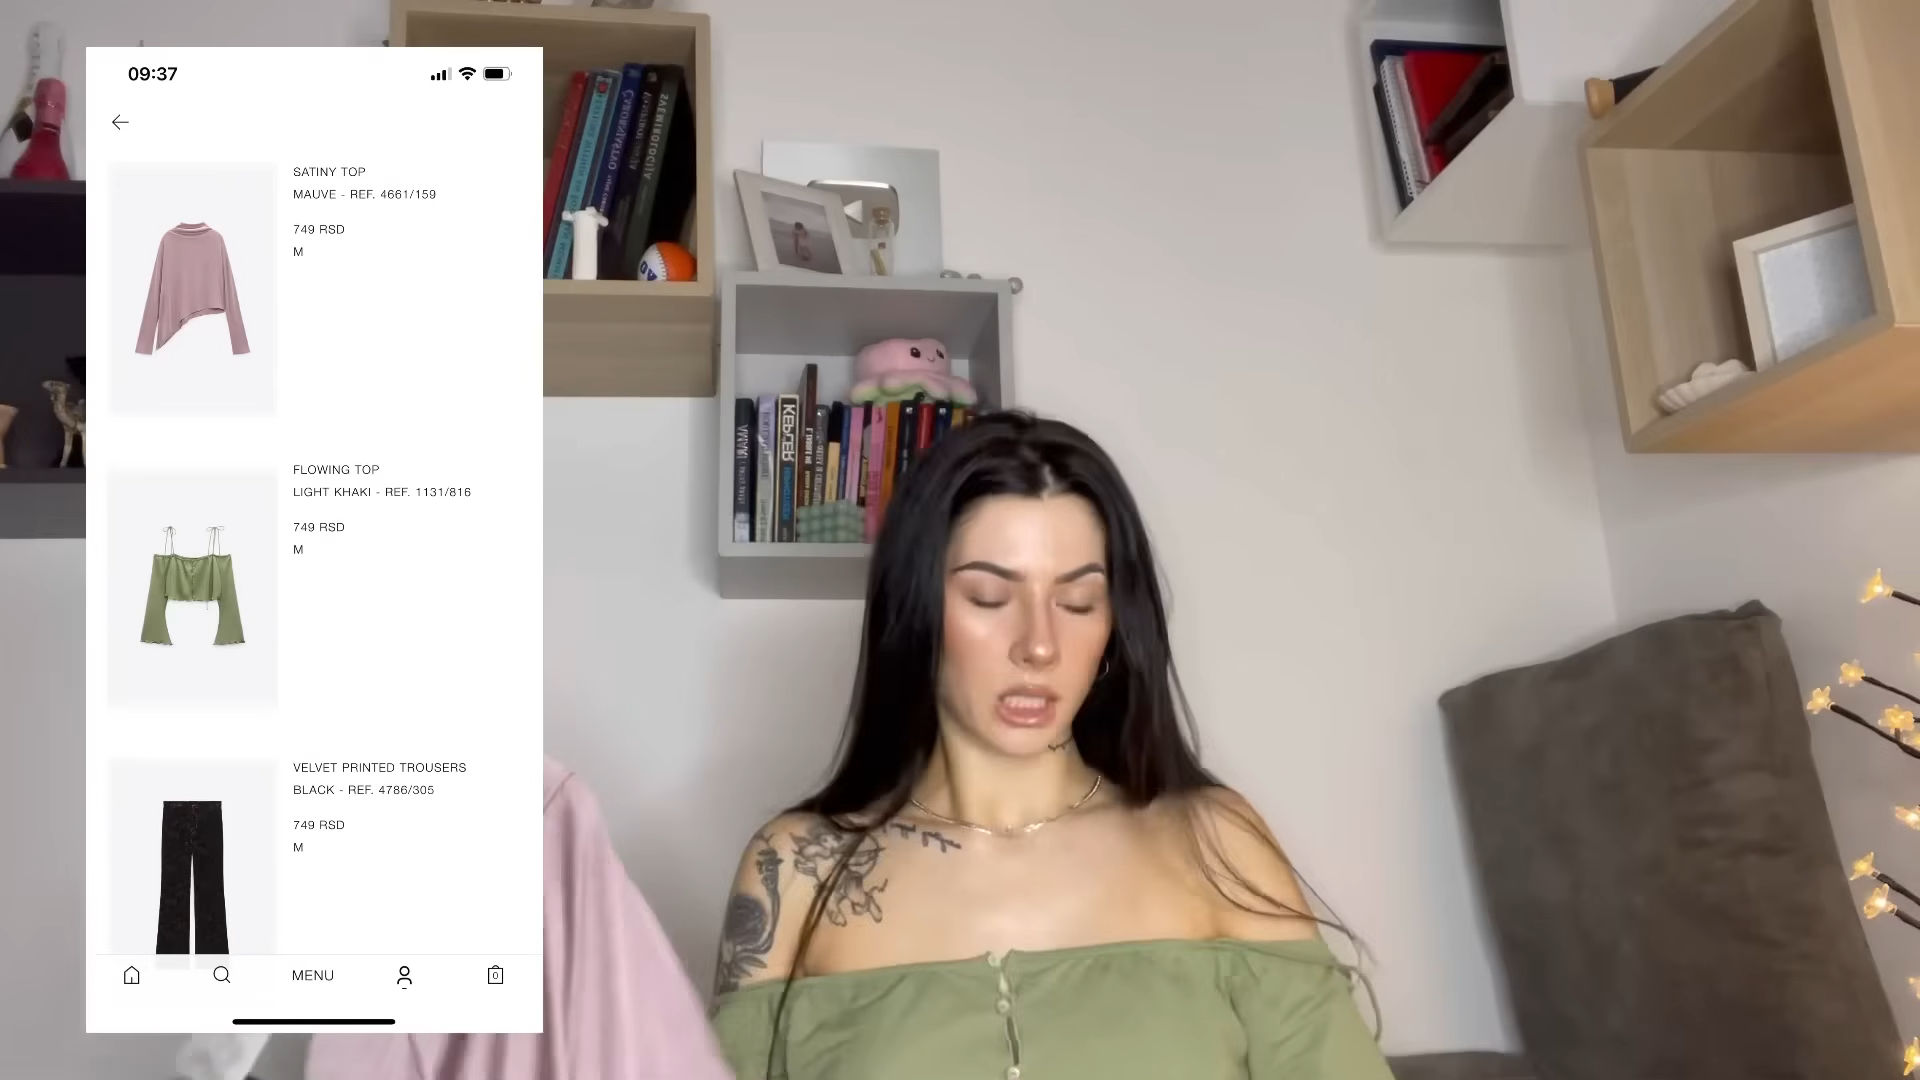 09:37
SATINY TOP
MAUVE - REF. 4661/159
749 RSD
M
FLOWING TOP
LIGHT KHAKI - REF. 1131/816
749 RSD
M
VELVET PRINTED TROUSERS
BLACK - REF. 4786/305
749 RSD
M
MENU
0